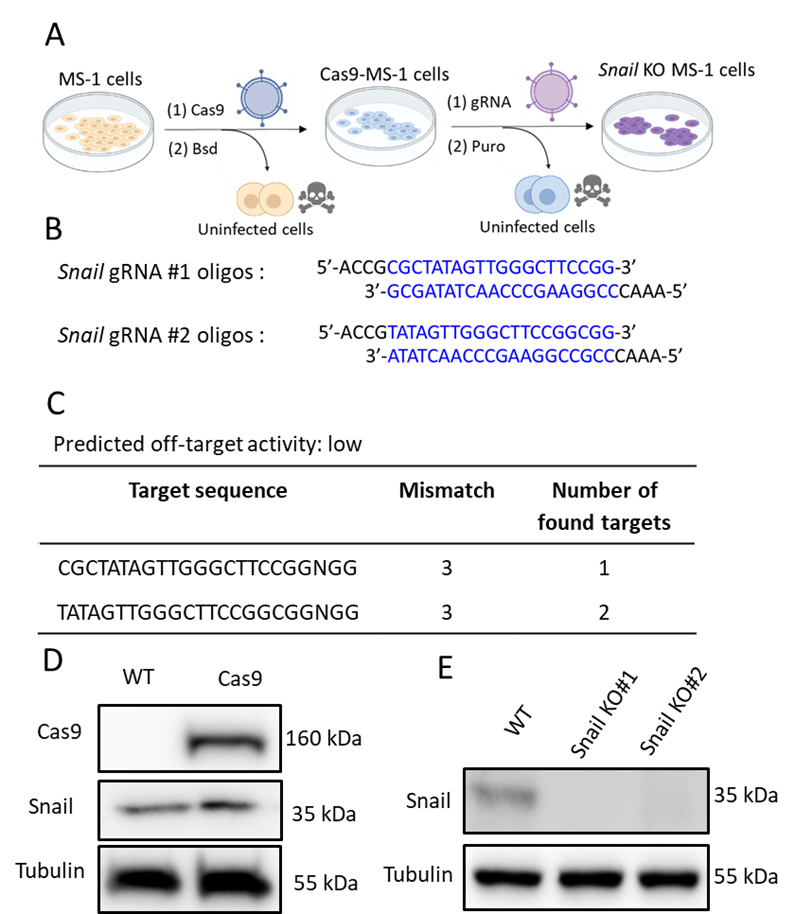 A
MS-1 cells
(1) Cas9
(2) Bsd
Uninfected cells
Cas9-MS-1 cells
(1) gRNA
(2) Puro
Uninfected cells
Snail KO MS-1 cells
B
Snail gRNA #1 oligos :
5’-ACCGCGCTATAGTTGGGCTTCCGG-3’
3’-GCGATATCAACCCGAAGGCCCAAA-5’
Snail gRNA #2 oligos :
5’-ACCGTATAGTTGGGCTTCCGGCGG-3’
3’-ATATCAACCCGAAGGCCGCCCAAA-5’
C
Predicted off-target activity: low
Target sequence Mismatch Number of
found targets
CGCTATAGTTGGGCTTCCGGNGG 3 1
TATAGTTGGGCTTCCGGCGGNGG 3 2
D
WT Cas9
Cas9 160 kDa
Snail 35 kDa
Tubulin 55 kDa
E
WT Snail KO#1 Snail KO#2
Snail 35 kDa
Tubulin 55 kDa